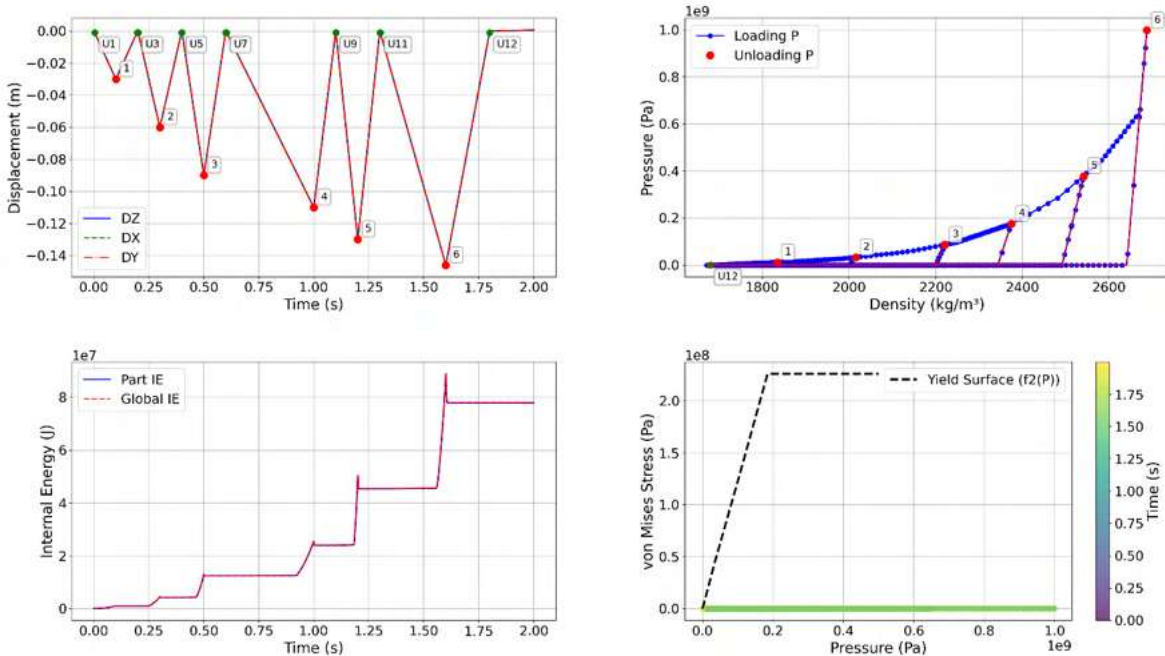 0.00
−0.02
−0.04
−0.06
−0.08
−0.10
−0.12
−0.14
Displacement (m)
U1
U3
U5
U7
U9
U11
U12
1
2
3
4
5
6
DZ
DX
DY
0.00 0.25 0.50 0.75 1.00 1.25 1.50 1.75 2.00
Time (s)
1e9
1.0
0.8
0.6
0.4
0.2
0.0
Pressure (Pa)
Loading P
Unloading P
6
5
4
3
2
1
U12
1800 2000 2200 2400 2600
Density (kg/m³)
1e7
8
6
4
2
0
Internal Energy (J)
Part IE
Global IE
0.00 0.25 0.50 0.75 1.00 1.25 1.50 1.75 2.00
Time (s)
1e8
2.0
1.5
1.0
0.5
0.0
von Mises Stress (Pa)
Yield Surface (f2(P))
0.0 0.2 0.4 0.6 0.8 1.0
1e9
Pressure (Pa)
1.75
1.50
1.25
1.00
0.75
0.50
0.25
0.00
Time (s)